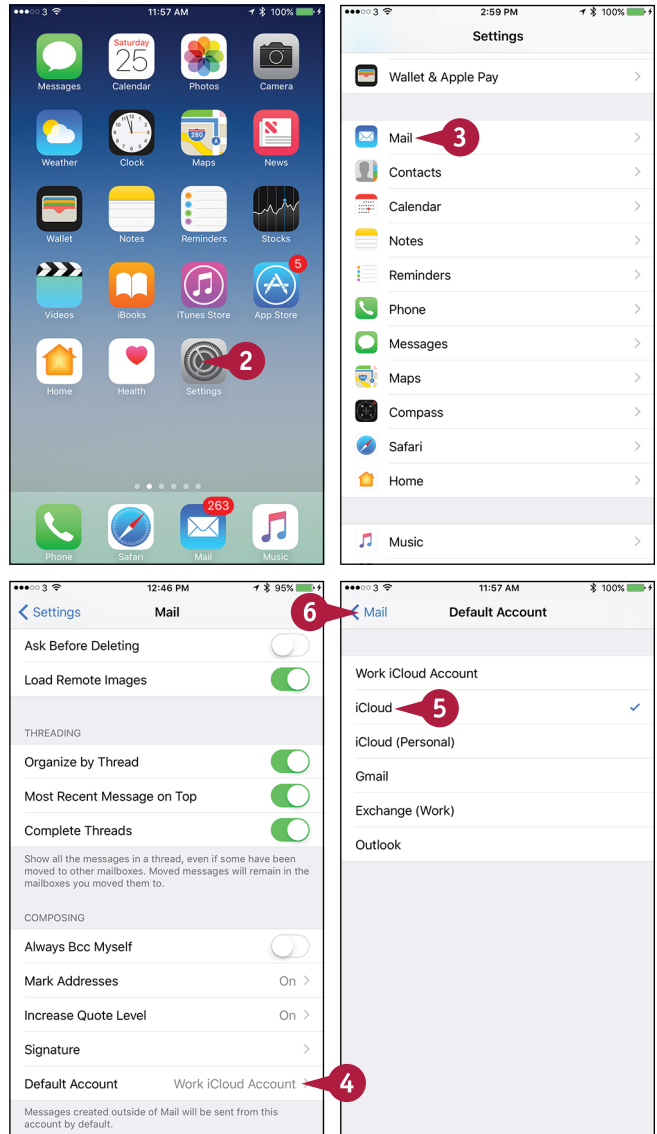 3 11:57 AM 100%
Saturday
25
Messages Calendar Photos Camera
280
Weather Clock Maps News
Wallet Notes Reminders Stocks
5
Videos iBooks iTunes Store App Store
2
Home Health Settings
263
Phone Safari Mail Music
3 2:59 PM 100%
Settings
Wallet & Apple Pay
Mail 3
Contacts
Calendar
Notes
Reminders
Phone
Messages
Maps
Compass
Safari
Home
Music
3 12:46 PM 95%
Settings Mail
Ask Before Deleting
Load Remote Images
THREADING
Organize by Thread
Most Recent Message on Top
Complete Threads
Show all the messages in a thread, even if some have been
moved to other mailboxes. Moved messages will remain in the
mailboxes you moved them to.
COMPOSING
Always Bcc Myself
Mark Addresses On
Increase Quote Level On
Signature
Default Account Work iCloud Account 4
Messages created outside of Mail will be sent from this
account by default.
3 11:57 AM 100%
6 Mail Default Account
Work iCloud Account
iCloud 5
iCloud (Personal)
Gmail
Exchange (Work)
Outlook